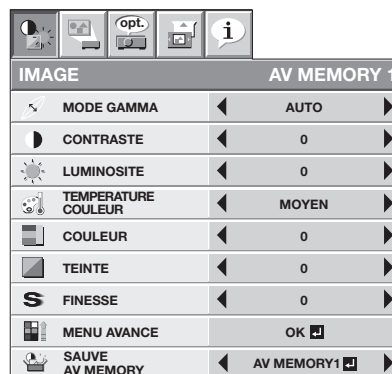 opt.
i
IMAGE AV MEMORY 1
MODE GAMMA AUTO
CONTRASTE 0
LUMINOSITE 0
TEMPERATURE
COULEUR MOYEN
COULEUR 0
TEINTE 0
S FINESSE 0
MENU AVANCE OK
SAUVE
AV MEMORY AV MEMORY1